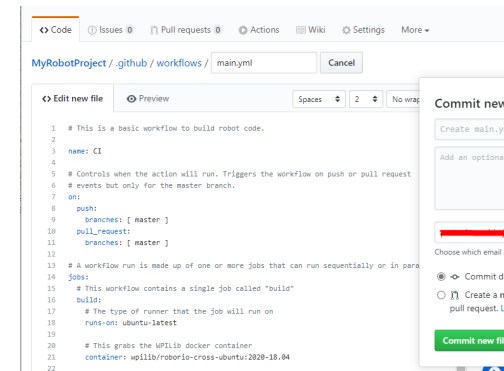 Code Issues 0 Pull requests 0 Actions Wiki Settings More
MyRobotProject / .github / workflows / main.yml Cancel
Edit new file Preview Spaces 2 No wrap
1 # This is a basic workflow to build robot code.
2
3 name: CI
4
5 # Controls when the action will run. Triggers the workflow on push or pull request
6 # events but only for the master branch.
7 on:
8 push:
9 branches: [ master ]
10 pull_request:
11 branches: [ master ]
12
13 # A workflow run is made up of one or more jobs that can run sequentially or in para
14 jobs:
15 # This workflow contains a single job called "build"
16 build:
17 # The type of runner that the job will run on
18 runs-on: ubuntu-latest
19
20 # This grabs the WPILib docker container
21 container: wpilib/roborio-cross-ubuntu:2020-18.04
22
Commit new
Create main.y
Add an optiona
Choose which email
Commit d
Create a n
pull request. L
Commit new fil